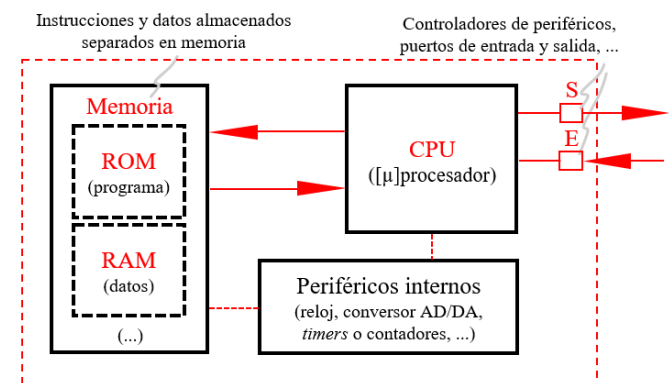 Instrucciones y datos almacenados
separados en memoria
Controladores de periféricos,
puertos de entrada y salida, ...
Memoria
ROM
(programa)
RAM
(datos)
(...)
CPU
([μ]procesador)
S
E
Periféricos internos
(reloj, conversor AD/DA,
timers o contadores, ...)